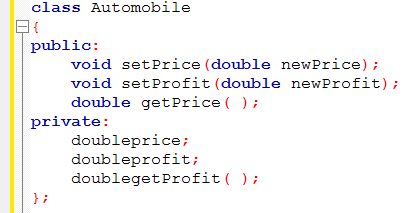 class Automobile
{
public:
    void setPrice(double newPrice);
    void setProfit(double newProfit);
    double getPrice( );
private:
    doubleprice;
    doubleprofit;
    doublegetProfit( );
};